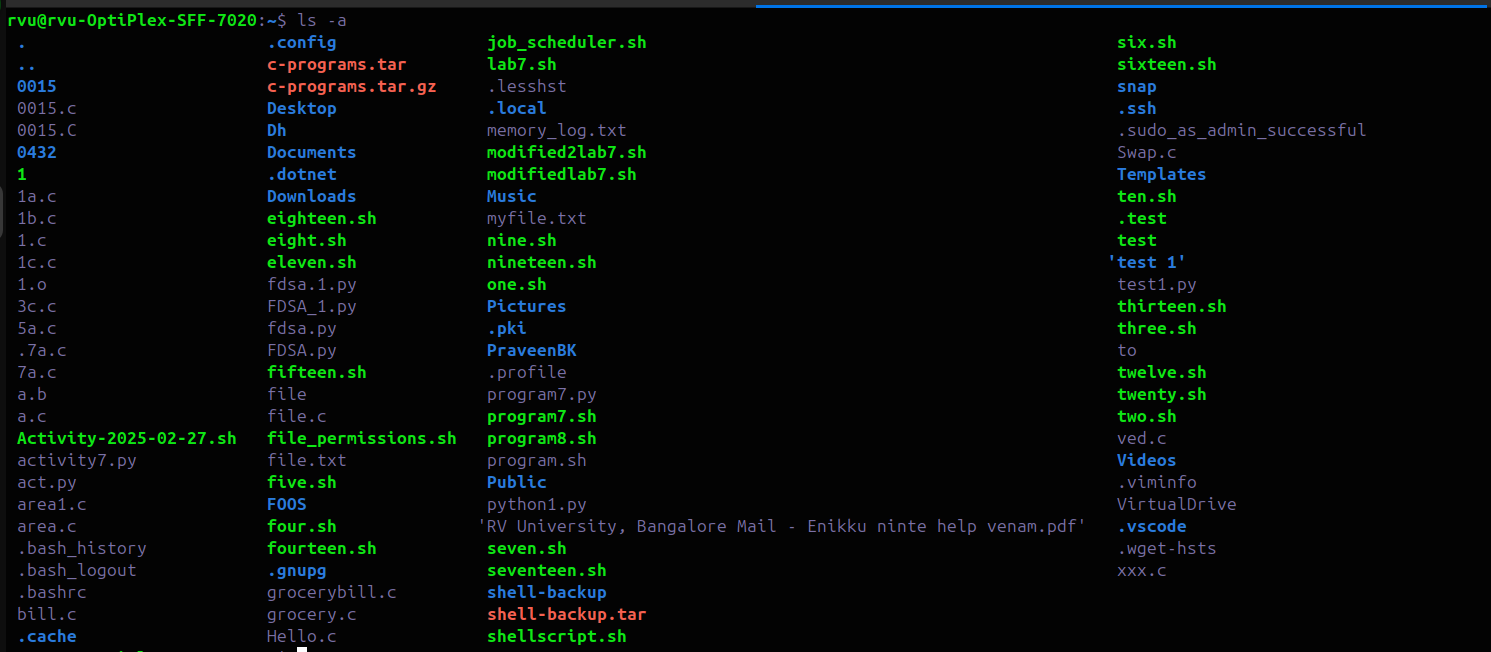 rvu@rvu-OptiPlex-SFF-7020:~$ ls -a
. .config job_scheduler.sh six.sh
.. c-programs.tar lab7.sh sixteen.sh
0015 c-programs.tar.gz .lesshst snap
0015.c Desktop .local .ssh
0015.C Dh memory_log.txt .sudo_as_admin_successful
0432 Documents modified2lab7.sh Swap.c
1 .dotnet modifiedlab7.sh Templates
1a.c Downloads Music ten.sh
1b.c eighteen.sh myfile.txt .test
1.c eight.sh nine.sh test
1c.c eleven.sh nineteen.sh 'test 1'
1.o fdsa.1.py one.sh test1.py
3c.c FDSA_1.py Pictures thirteen.sh
5a.c fdsa.py .pki three.sh
.7a.c FDSA.py PraveenBK to
7a.c fifteen.sh .profile twelve.sh
a.b file program7.py twenty.sh
a.c file.c program7.sh two.sh
Activity-2025-02-27.sh file_permissions.sh program8.sh ved.c
activity7.py file.txt program.sh Videos
act.py five.sh Public .viminfo
area1.c FOOS python1.py VirtualDrive
area.c four.sh 'RV University, Bangalore Mail - Enikku ninte help venam.pdf' .vscode
.bash_history fourteen.sh seven.sh .wget-hsts
.bash_logout .gnupg seventeen.sh xxx.c
.bashrc grocerybill.c shell-backup
bill.c grocery.c shell-backup.tar
.cache Hello.c shellscript.sh